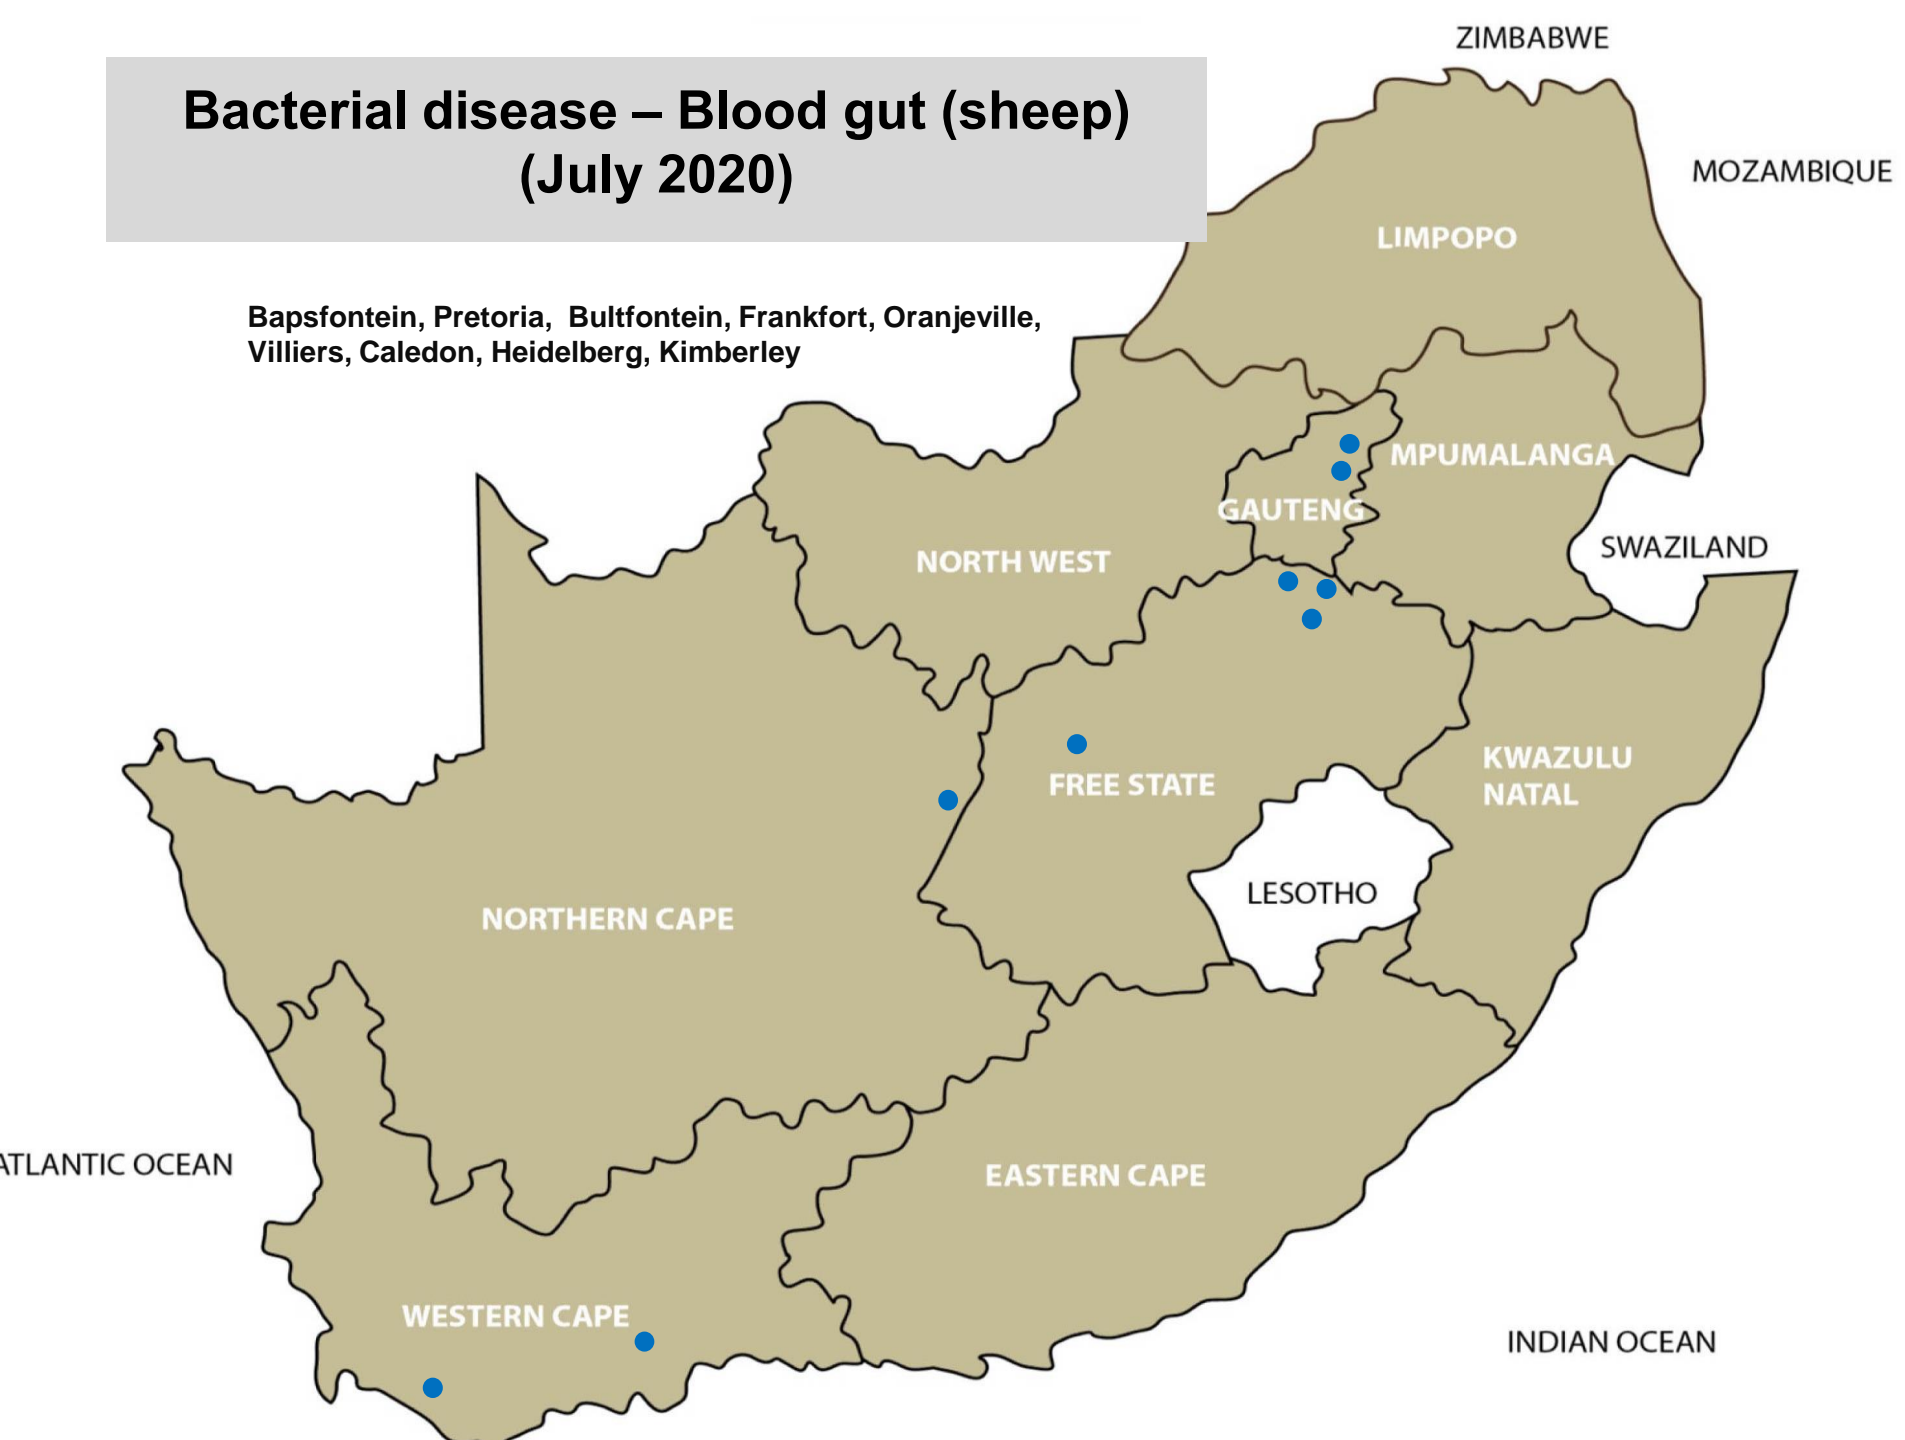 ZIMBABWE
Bacterial disease – Blood gut (sheep)
(July 2020)
MOZAMBIQUE
LIMPOPO
Bapsfontein, Pretoria, Bultfontein, Frankfort, Oranjeville,
Villiers, Caledon, Heidelberg, Kimberley
MPUMALANGA
GAUTENG
SWAZILAND
NORTH WEST
KWAZULU
NATAL
FREE STATE
LESOTHO
NORTHERN CAPE
ATLANTIC OCEAN
EASTERN CAPE
WESTERN CAPE
INDIAN OCEAN